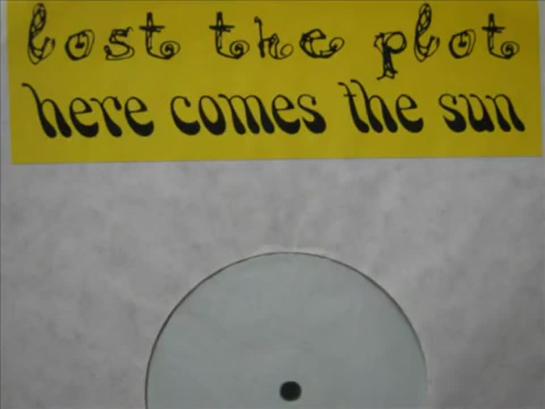 lost the plot
here comes the sun